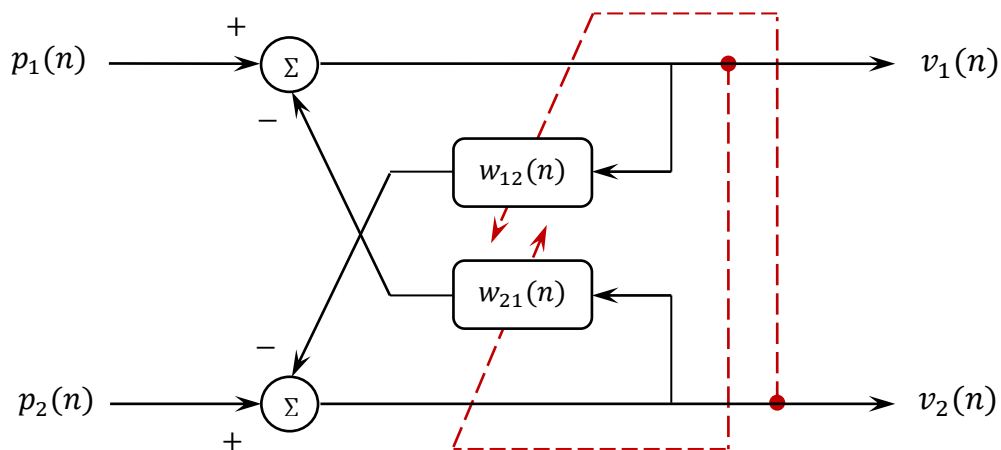 +
p₁(n) Σ v₁(n)
−
w₁₂(n)
w₂₁(n)
−
p₂(n) Σ v₂(n)
+